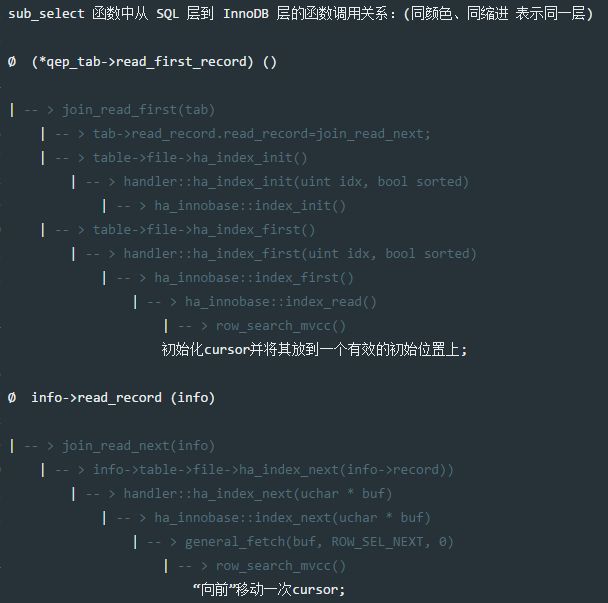 sub_select 函数中从 SQL 层到 InnoDB 层的函数调用关系：(同颜色、同缩进 表示同一层)
Ø (*qep_tab->read_first_record) ()
| -- > join_read_first(tab)
| -- > tab->read_record.read_record=join_read_next;
| -- > table->file->ha_index_init()
| -- > handler::ha_index_init(uint idx, bool sorted)
| -- > ha_innobase::index_init()
| -- > table->file->ha_index_first()
| -- > handler::ha_index_first(uint idx, bool sorted)
| -- > ha_innobase::index_first()
| -- > ha_innobase::index_read()
| -- > row_search_mvcc()
初始化cursor并将其放到一个有效的初始位置上;
Ø info->read_record (info)
| -- > join_read_next(info)
| -- > info->table->file->ha_index_next(info->record))
| -- > handler::ha_index_next(uchar * buf)
| -- > ha_innobase::index_next(uchar * buf)
| -- > general_fetch(buf, ROW_SEL_NEXT, 0)
| -- > row_search_mvcc()
“向前”移动一次cursor;